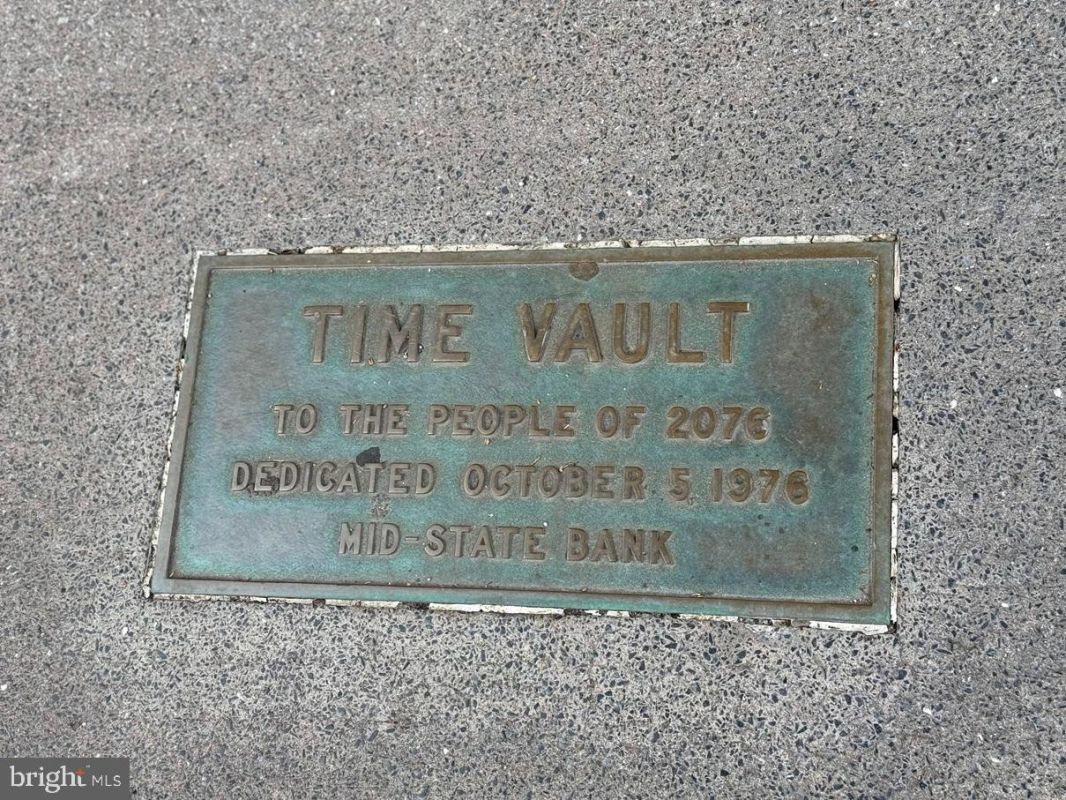 TIME VAULT
TO THE PEOPLE OF 2076
DEDICATED OCTOBER 5 1976
MID-STATE BANK
bright MLS